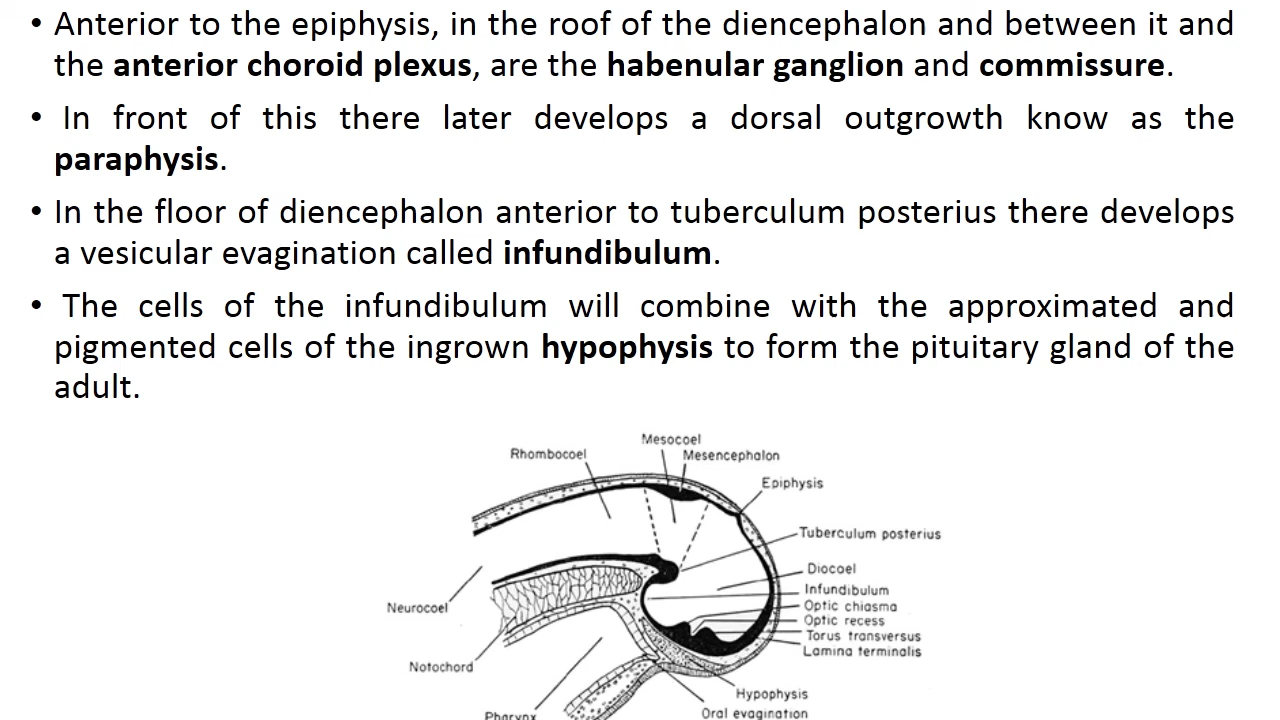 • Anterior to the epiphysis, in the roof of the diencephalon and between it and
the anterior choroid plexus, are the habenular ganglion and commissure.
• In front of this there later develops a dorsal outgrowth know as the
paraphysis.
• In the floor of diencephalon anterior to tuberculum posterius there develops
a vesicular evagination called infundibulum.
• The cells of the infundibulum will combine with the approximated and
pigmented cells of the ingrown hypophysis to form the pituitary gland of the
adult.
Mesocoel
Rhombocoel
Mesencephalon
Epiphysis
Tuberculum posterius
Diocoel
Infundibulum
Optic chiasma
Neurocoel
Optic recess
Torus transversus
Lamina terminalis
Notochord
Hypophysis
Pharynx
Oral evagination